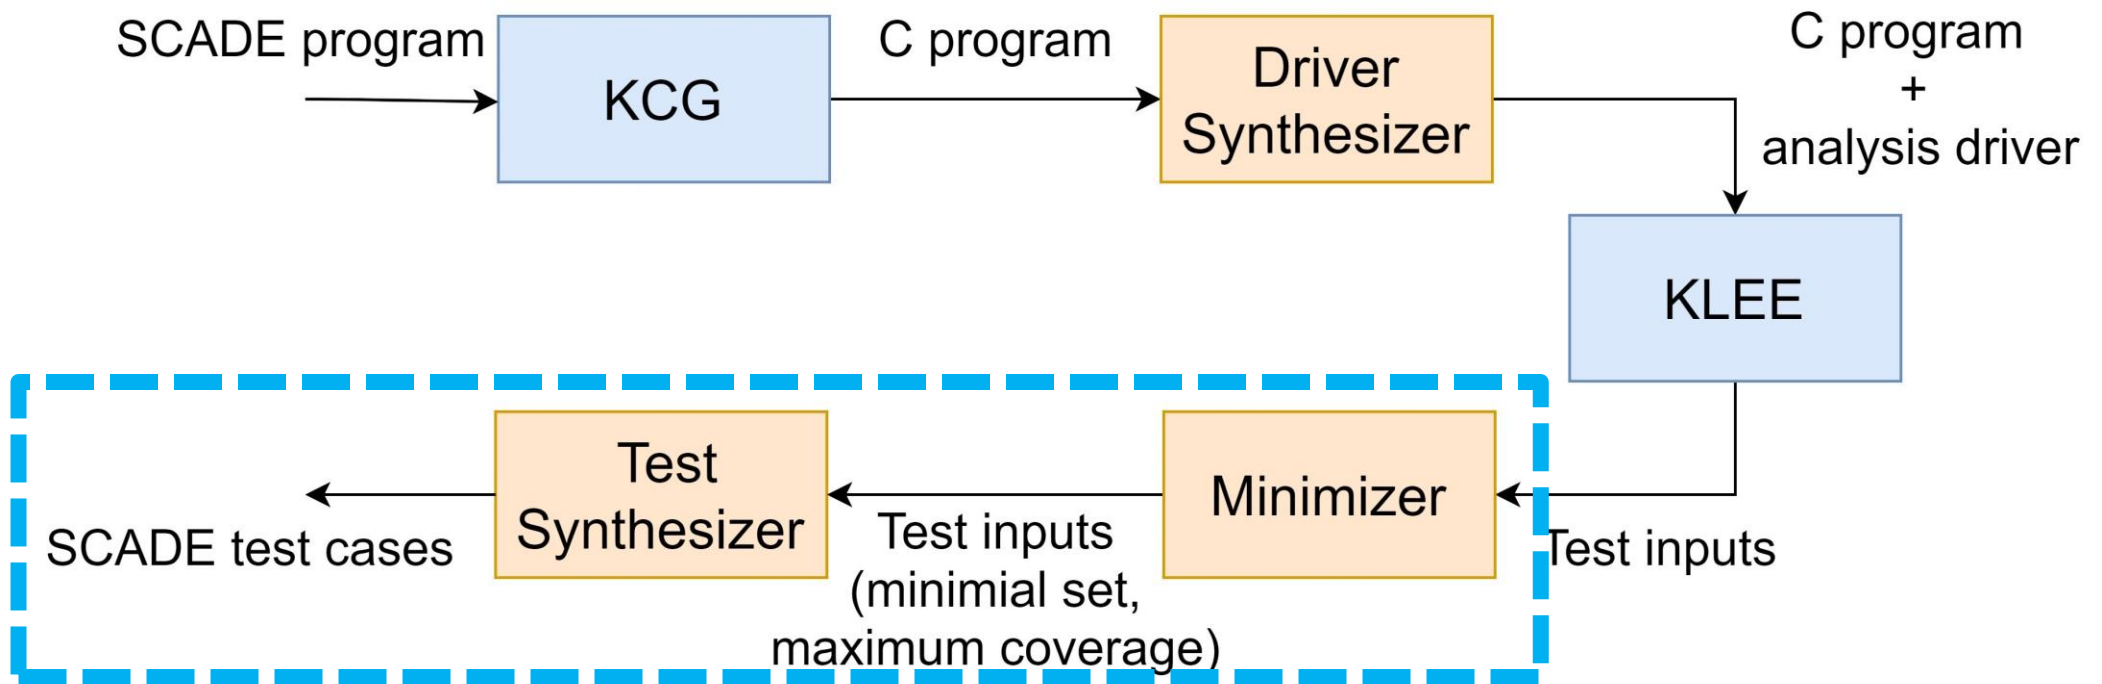 SCADE program
KCG
C program
Driver
Synthesizer
C program
+
analysis driver
KLEE
Test inputs
Minimizer
Test inputs
(minimial set,
maximum coverage)
Test
Synthesizer
SCADE test cases